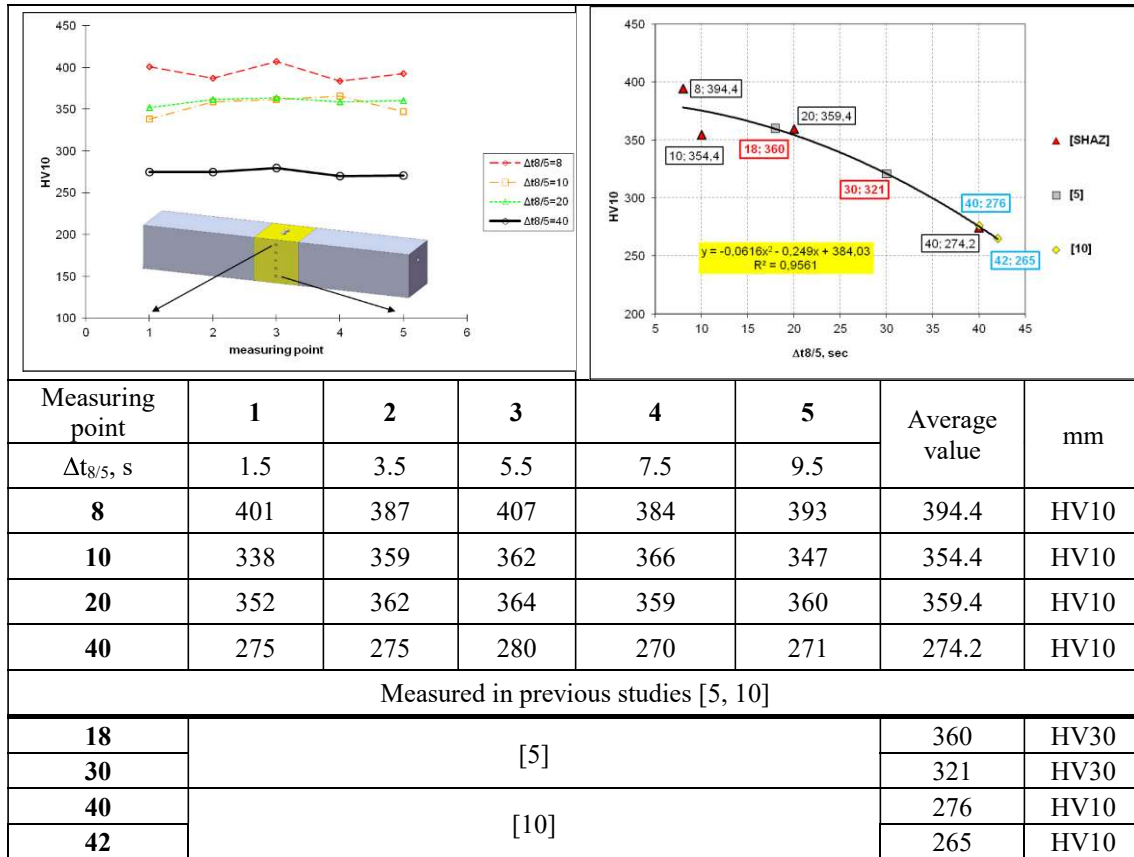 450
400
350
300
250
200
150
100
HV10
0 1 2 3 4 5 6
measuring point
Δt8/5=8
Δt8/5=10
Δt8/5=20
Δt8/5=40
450
400
350
300
250
200
HV10
8; 394,4
10; 354,4
20; 359,4
18; 360
30; 321
40; 276
40; 274,2
42; 265
y = -0,0616x² - 0,249x + 384,03
R² = 0,9561
5 10 15 20 25 30 35 40 45
Δt8/5, sec
[SHAZ]
[5]
[10]
Measuring point 1 2 3 4 5 Average value mm
Δt8/5, s 1.5 3.5 5.5 7.5 9.5
8 401 387 407 384 393 394.4 HV10
10 338 359 362 366 347 354.4 HV10
20 352 362 364 359 360 359.4 HV10
40 275 275 280 270 271 274.2 HV10
Measured in previous studies [5, 10]
18 [5] 360 HV30
30 321 HV30
40 [10] 276 HV10
42 265 HV10